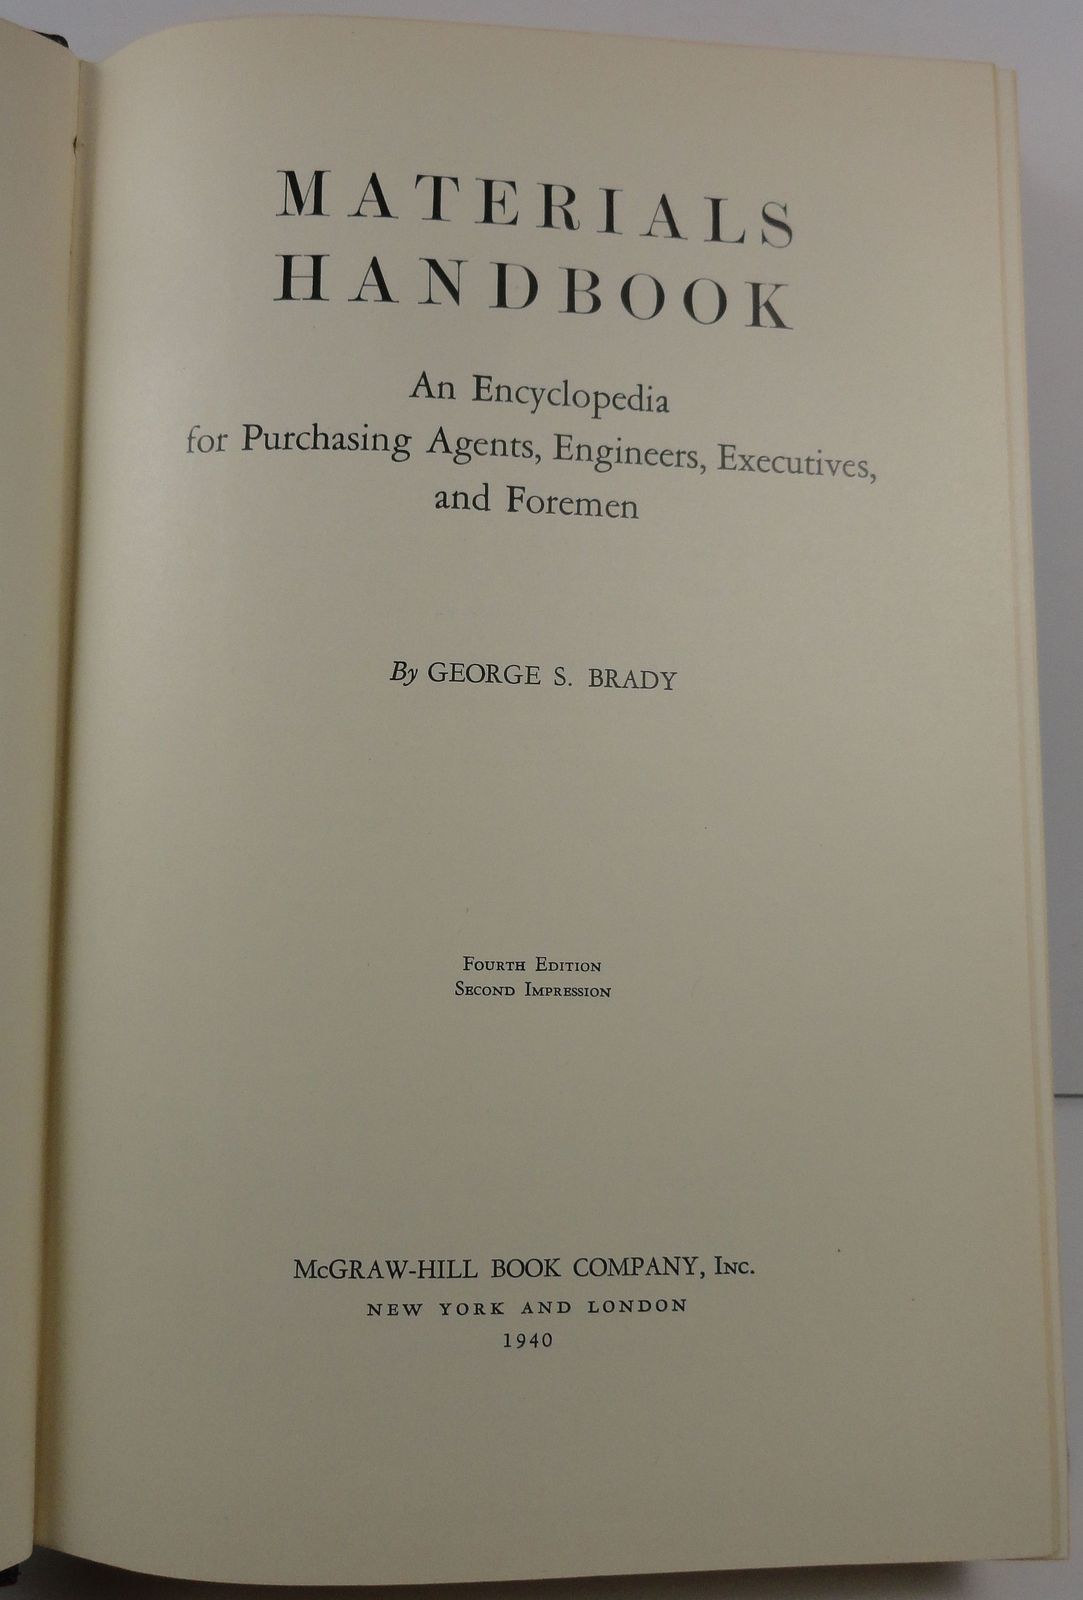 MATERIALS
HANDBOOK
An Encyclopedia
for Purchasing Agents, Engineers, Executives,
and Foremen
By GEORGE S. BRADY
FOURTH EDITION
SECOND IMPRESSION
McGRAW-HILL BOOK COMPANY, INC.
NEW YORK AND LONDON
1940